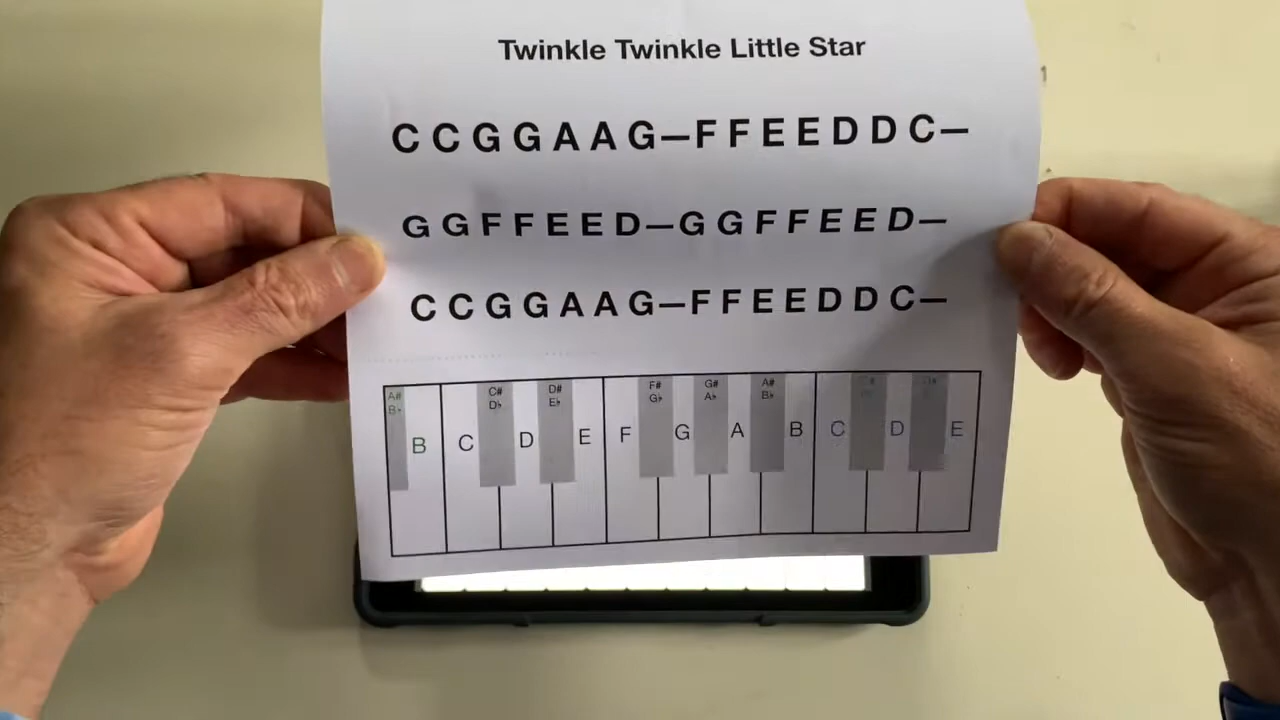 Twinkle Twinkle Little Star
C C G G A A G – F F E E D D C –
G G F F E E D – G G F F E E D –
C C G G A A G – F F E E D D C –
A# C# D# F# G# A# C# D#
B♭ D♭ E♭ G♭ A♭ B♭
B C D E F G A B C D E